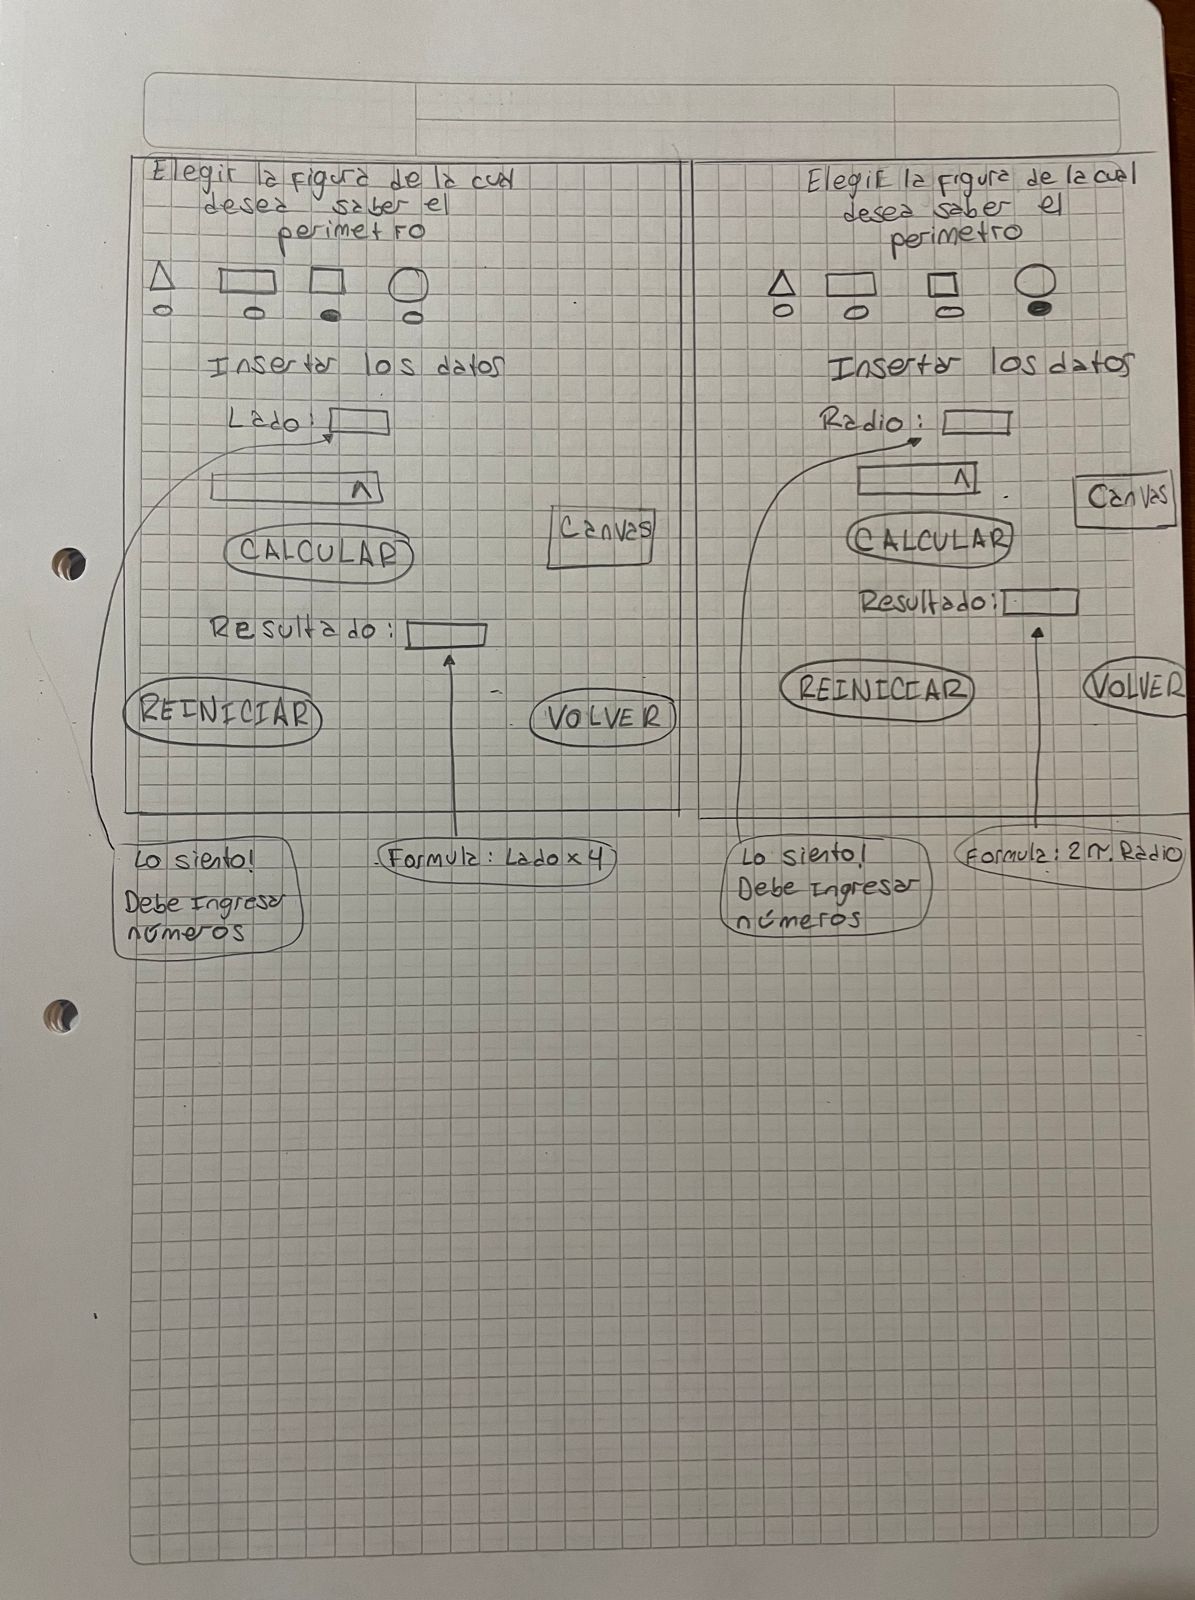 Elegir la figura de la cual
desea saber el
perimetro
Insertar los datos
Lado:
CALCULAR
Canvas
Resultado:
REINICIAR
VOLVER
Lo siento!
Debe Ingresar
números
Formula: Lado x 4
Elegir la figura de la cual
desea saber el
perimetro
Insertar los datos
Radio:
CALCULAR
Canvas
Resultado:
REINICIAR
VOLVER
Lo siento!
Debe Ingresar
números
Formula: 2π. Radio